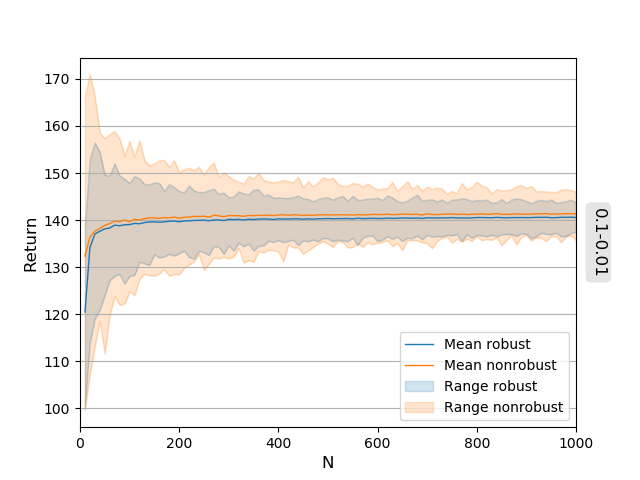 170
160
150
140
130
120
110
100
Return
0
200
400
600
800
1000
N
0.1-0.01
Mean robust
Mean nonrobust
Range robust
Range nonrobust